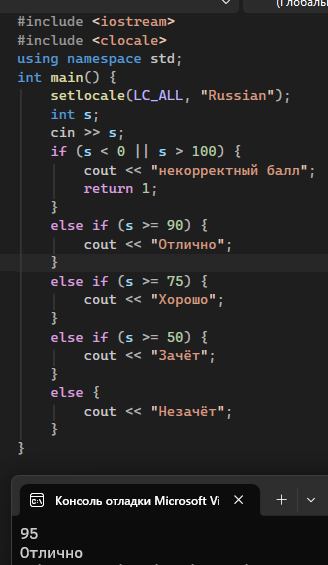 (Глобаль
#include <iostream>
#include <clocale>
using namespace std;
int main() {
    setlocale(LC_ALL, "Russian");
    int s;
    cin >> s;
    if (s < 0 || s > 100) {
        cout << "некорректный балл";
        return 1;
    }
    else if (s >= 90) {
        cout << "Отлично";
    }
    else if (s >= 75) {
        cout << "Хорошо";
    }
    else if (s >= 50) {
        cout << "Зачёт";
    }
    else {
        cout << "Незачёт";
    }
}
Консоль отладки Microsoft Vi
95
Отлично